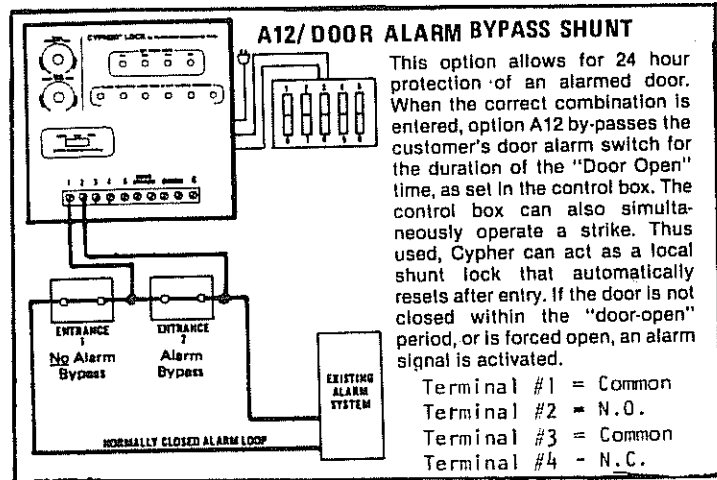 A12/DOOR ALARM BYPASS SHUNT
CYPHER LOCK
This option allows for 24 hour
protection of an alarmed door.
When the correct combination is
entered, option A12 by-passes the
customer's door alarm switch for
the duration of the "Door Open"
time, as set in the control box. The
control box can also simulta-
neously operate a strike. Thus
used, Cypher can act as a local
shunt lock that automatically
resets after entry. If the door is not
closed within the "door-open"
period, or is forced open, an alarm
signal is activated.
Terminal #1 = Common
Terminal #2 = N.O.
Terminal #3 = Common
Terminal #4 - N.C.
1 2 3 4 5
1 2 3 4 5
ENTRANCE
1
No Alarm
Bypass
ENTRANCE
2
Alarm
Bypass
EXISTING
ALARM
SYSTEM
NORMALLY CLOSED ALARM LOOP